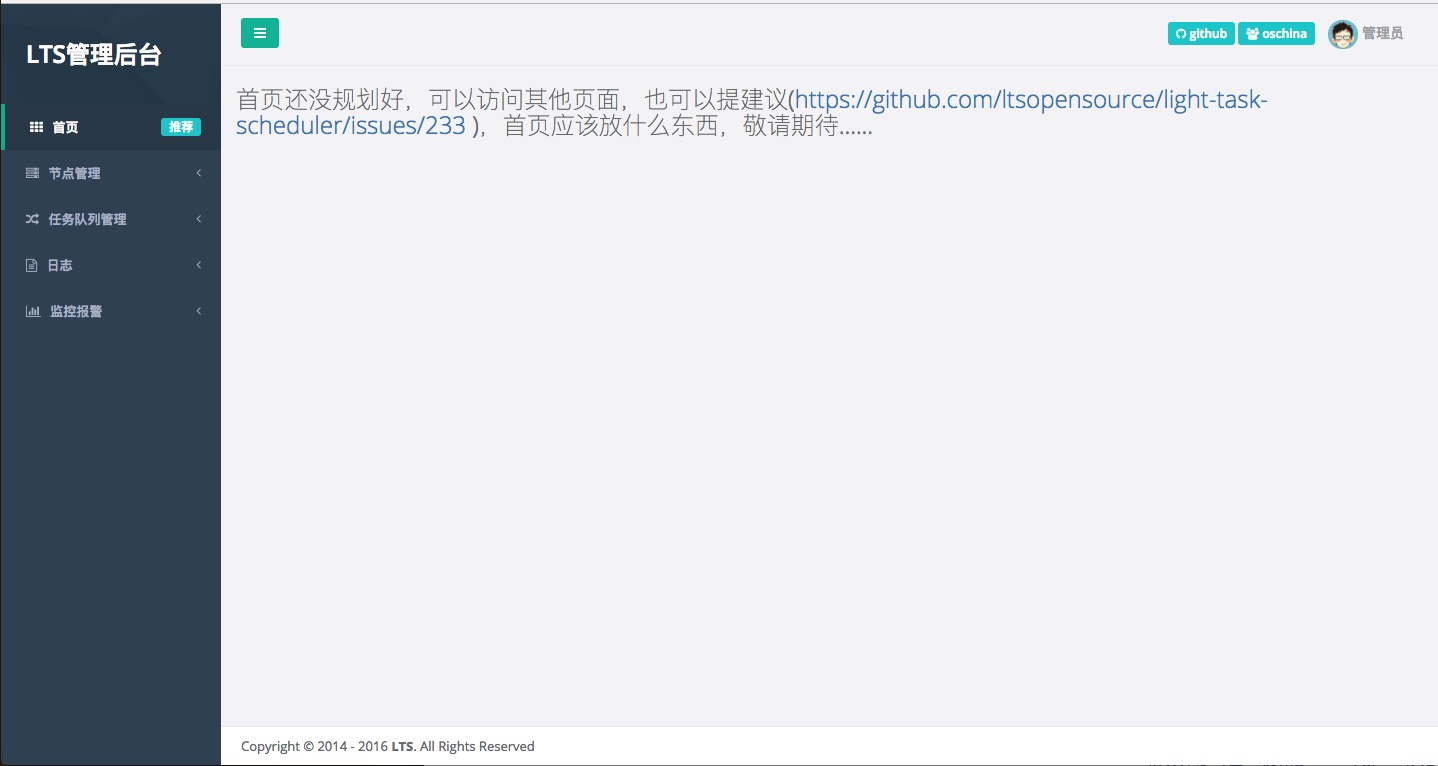 LTS管理后台
首页 推荐
节点管理
任务队列管理
日志
监控报警
github oschina 管理员
首页还没规划好，可以访问其他页面，也可以提建议(https://github.com/ltsopensource/light-task-
scheduler/issues/233 )，首页应该放什么东西，敬请期待......
Copyright © 2014 - 2016 LTS. All Rights Reserved